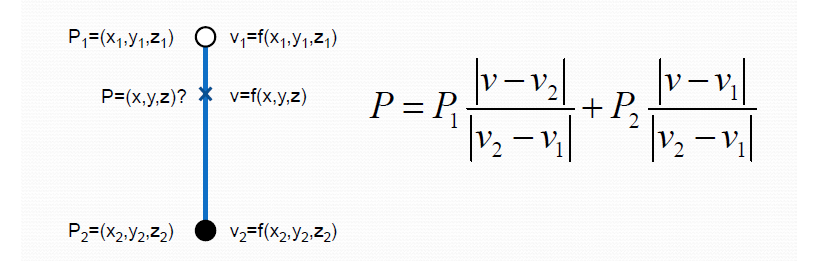 P₁=(x₁,y₁,z₁) v₁=f(x₁,y₁,z₁)
P=(x,y,z)? v=f(x,y,z)
P₂=(x₂,y₂,z₂) v₂=f(x₂,y₂,z₂)
P = P₁ |v − v₂| / |v₂ − v₁| + P₂ |v − v₁| / |v₂ − v₁|